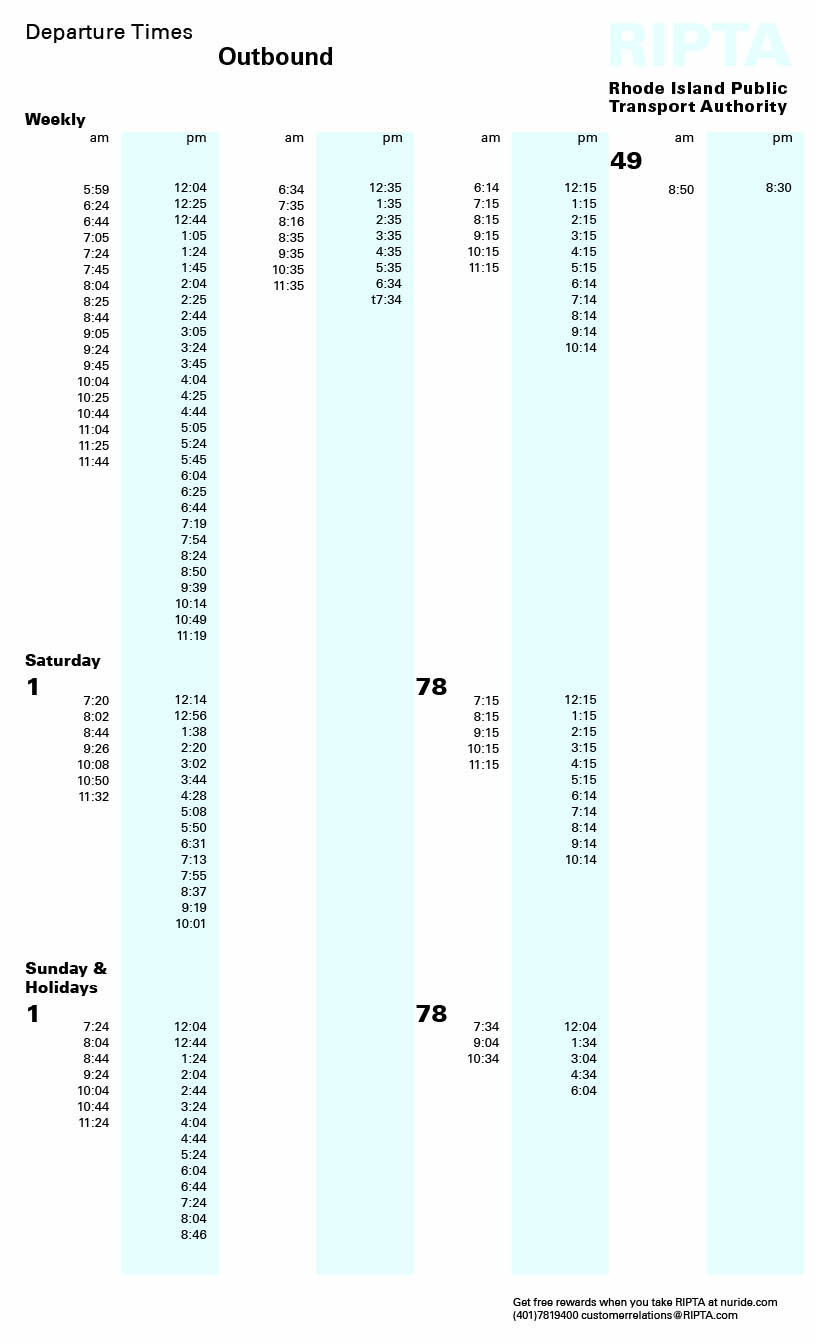 Departure Times
Outbound
RIPTA
Rhode Island Public
Transport Authority
Weekly
am pm am pm am pm am pm
49
5:59 12:04 6:34 12:35 6:14 12:15 8:50 8:30
6:24 12:25 7:35 1:35 7:15 1:15
6:44 12:44 8:16 2:35 8:15 2:15
7:05 1:05 8:35 3:35 9:15 3:15
7:24 1:24 9:35 4:35 10:15 4:15
7:45 1:45 10:35 5:35 11:15 5:15
8:04 2:04 11:35 6:34 6:14
8:25 2:25 t7:34 7:14
8:44 2:44 8:14
9:05 3:05 9:14
9:24 3:24 10:14
9:45 3:45
10:04 4:04
10:25 4:25
10:44 4:44
11:04 5:05
11:25 5:24
11:44 5:45
6:04
6:25
6:44
7:19
7:54
8:24
8:50
9:39
10:14
10:49
11:19
Saturday
1 78
7:20 12:14 7:15 12:15
8:02 12:56 8:15 1:15
8:44 1:38 9:15 2:15
9:26 2:20 10:15 3:15
10:08 3:02 11:15 4:15
10:50 3:44 5:15
11:32 4:28 6:14
5:08 7:14
5:50 8:14
6:31 9:14
7:13 10:14
7:55
8:37
9:19
10:01
Sunday &
Holidays
1 78
7:24 12:04 7:34 12:04
8:04 12:44 9:04 1:34
8:44 1:24 10:34 3:04
9:24 2:04 4:34
10:04 2:44 6:04
10:44 3:24
11:24 4:04
4:44
5:24
6:04
6:44
7:24
8:04
8:46
Get free rewards when you take RIPTA at nuride.com
(401)7819400 customerrelations@RIPTA.com